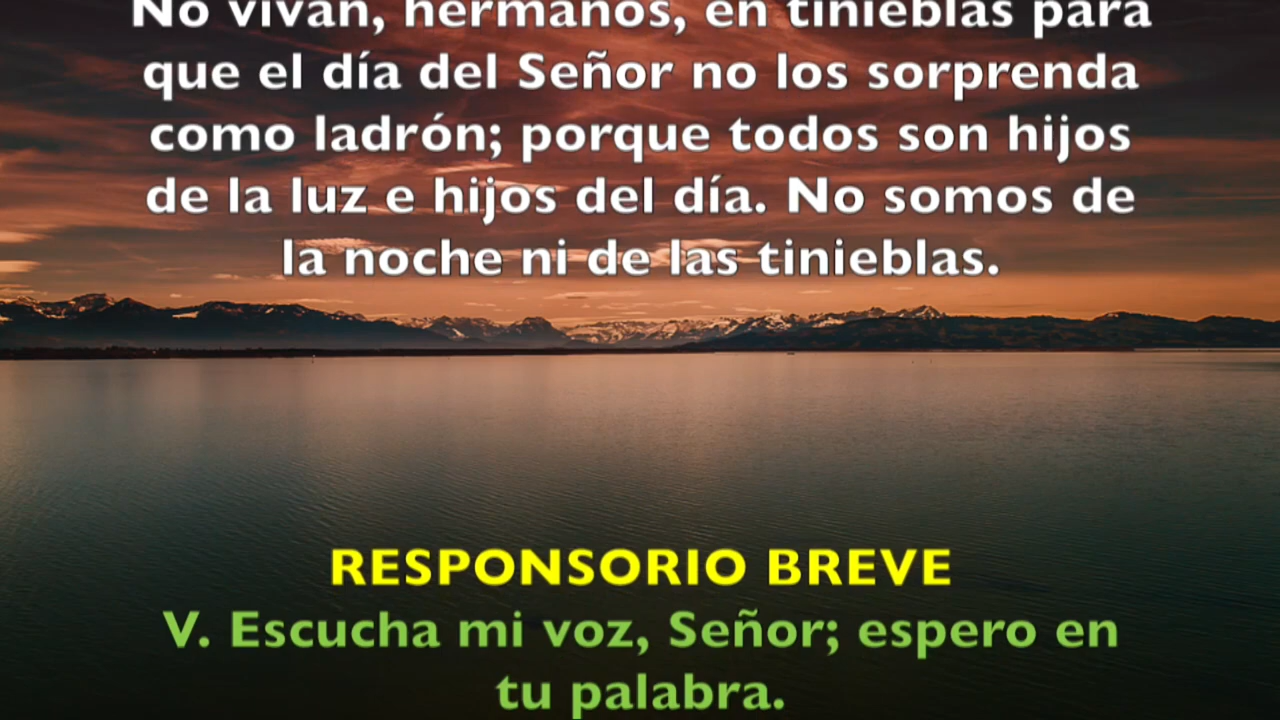 No vivan, hermanos, en tinieblas para
que el día del Señor no los sorprenda
como ladrón; porque todos son hijos
de la luz e hijos del día. No somos de
la noche ni de las tinieblas.
RESPONSORIO BREVE
V. Escucha mi voz, Señor; espero en
tu palabra.